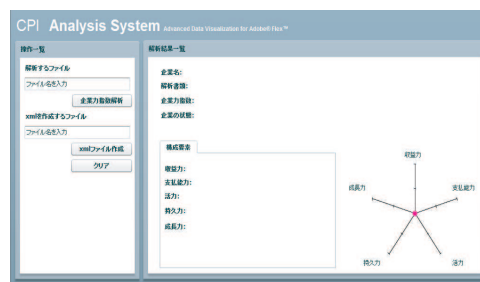 CPI Analysis System Advanced Data Visualization for Adobe® Flex™
操作一覧
解析するファイル
ファイル名を入力
企業力指数解析
xmlを作成するファイル
ファイル名を入力
xmlファイル作成
クリア
解析結果一覧
企業名:
解析書類:
企業力指数:
企業の状態:
構成要素
収益力:
支払能力:
活力:
持久力:
成長力:
収益力
成長力
支払能力
持久力
活力